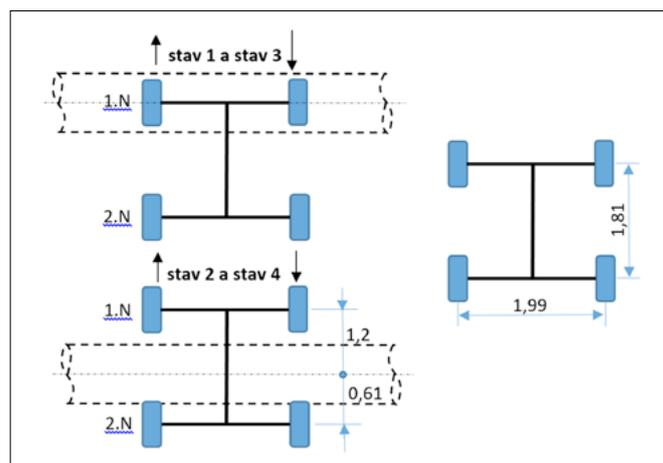 stav 1 a stav 3
1.N
2.N
stav 2 a stav 4
1.N
1,2
0,61
2.N
1,81
1,99